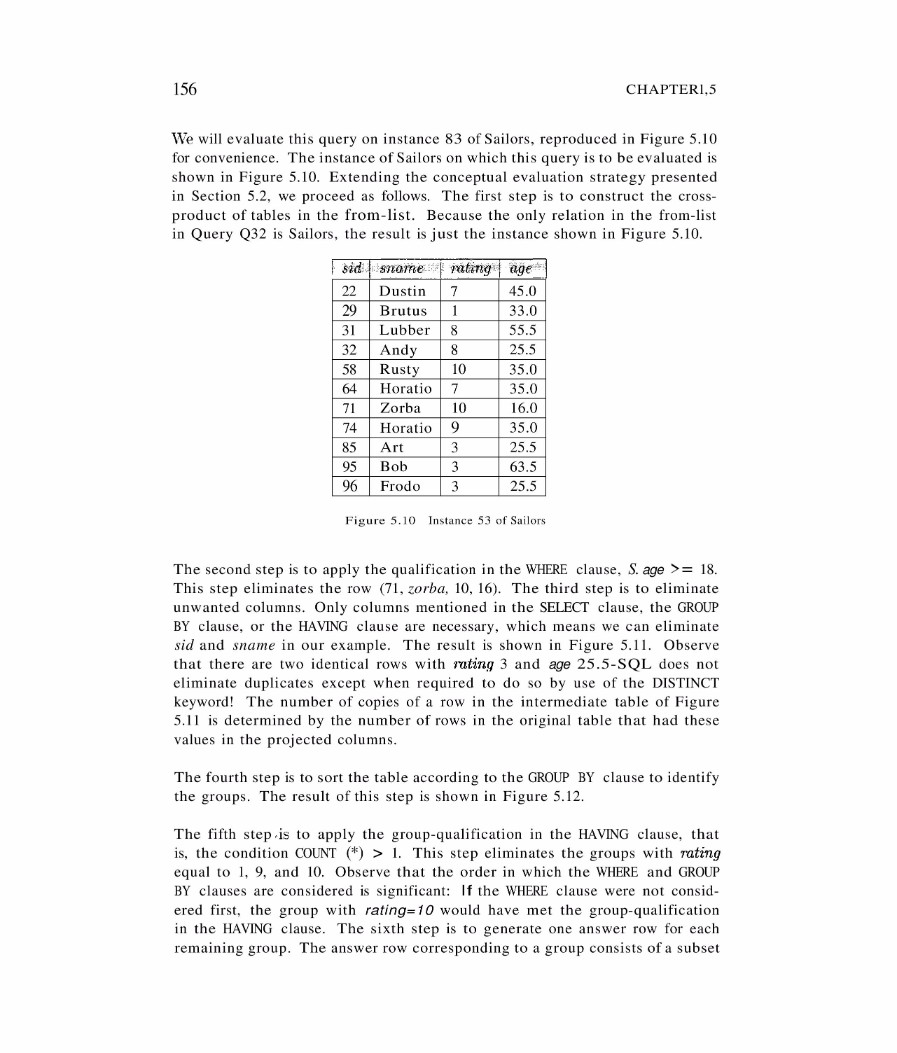 156 CHAPTER1,5
We will evaluate this query on instance 83 of Sailors, reproduced in Figure 5.10
for convenience. The instance of Sailors on which this query is to be evaluated is
shown in Figure 5.10. Extending the conceptual evaluation strategy presented
in Section 5.2, we proceed as follows. The first step is to construct the cross-
product of tables in the from-list. Because the only relation in the from-list
in Query Q32 is Sailors, the result is just the instance shown in Figure 5.10.
sid sname rating age
22 Dustin 7 45.0
29 Brutus 1 33.0
31 Lubber 8 55.5
32 Andy 8 25.5
58 Rusty 10 35.0
64 Horatio 7 35.0
71 Zorba 10 16.0
74 Horatio 9 35.0
85 Art 3 25.5
95 Bob 3 63.5
96 Frodo 3 25.5
Figure 5.10 Instance 53 of Sailors
The second step is to apply the qualification in the WHERE clause, S. age >= 18.
This step eliminates the row (71, zorba, 10, 16). The third step is to eliminate
unwanted columns. Only columns mentioned in the SELECT clause, the GROUP
BY clause, or the HAVING clause are necessary, which means we can eliminate
sid and sname in our example. The result is shown in Figure 5.11. Observe
that there are two identical rows with rating 3 and age 25.5-SQL does not
eliminate duplicates except when required to do so by use of the DISTINCT
keyword! The number of copies of a row in the intermediate table of Figure
5.11 is determined by the number of rows in the original table that had these
values in the projected columns.
The fourth step is to sort the table according to the GROUP BY clause to identify
the groups. The result of this step is shown in Figure 5.12.
The fifth step is to apply the group-qualification in the HAVING clause, that
is, the condition COUNT (*) > 1. This step eliminates the groups with rating
equal to 1, 9, and 10. Observe that the order in which the WHERE and GROUP
BY clauses are considered is significant: If the WHERE clause were not consid-
ered first, the group with rating=10 would have met the group-qualification
in the HAVING clause. The sixth step is to generate one answer row for each
remaining group. The answer row corresponding to a group consists of a subset